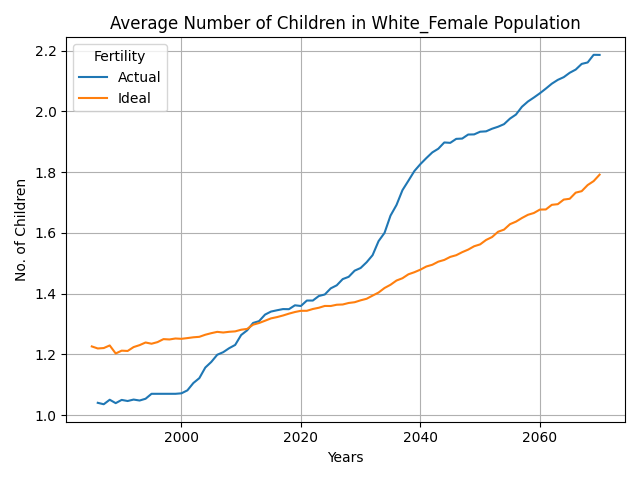 Average Number of Children in White_Female Population
Fertility
Actual
Ideal
No. of Children
2.2
2.0
1.8
1.6
1.4
1.2
1.0
2000
2020
2040
2060
Years